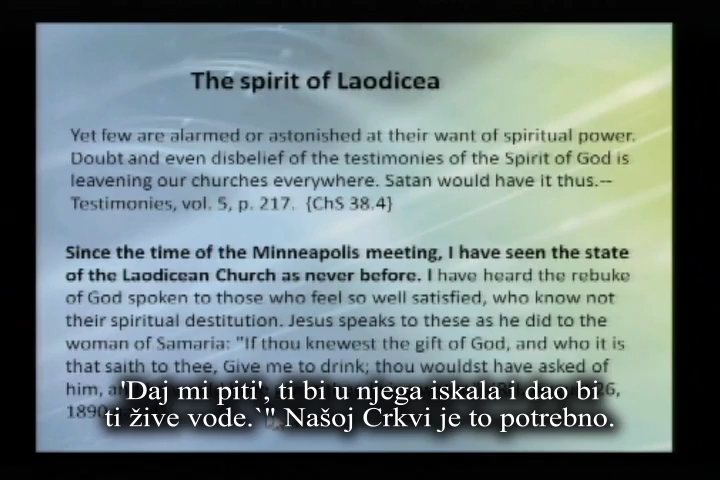 The spirit of Laodicea
Yet few are alarmed or astonished at their want of spiritual power.
Doubt and even disbelief of the testimonies of the Spirit of God is
leavening our churches everywhere. Satan would have it thus.--
Testimonies, vol. 5, p. 217. {ChS 38.4}
Since the time of the Minneapolis meeting, I have seen the state
of the Laodicean Church as never before. I have heard the rebuke
of God spoken to those who feel so well satisfied, who know not
their spiritual destitution. Jesus speaks to these as he did to the
woman of Samaria: "If thou knewest the gift of God, and who it is
that saith to thee, Give me to drink; thou wouldst have asked of
him,
1890
'Daj mi piti', ti bi u njega iskala i dao bi
ti žive vode.`" Našoj Crkvi je to potrebno.